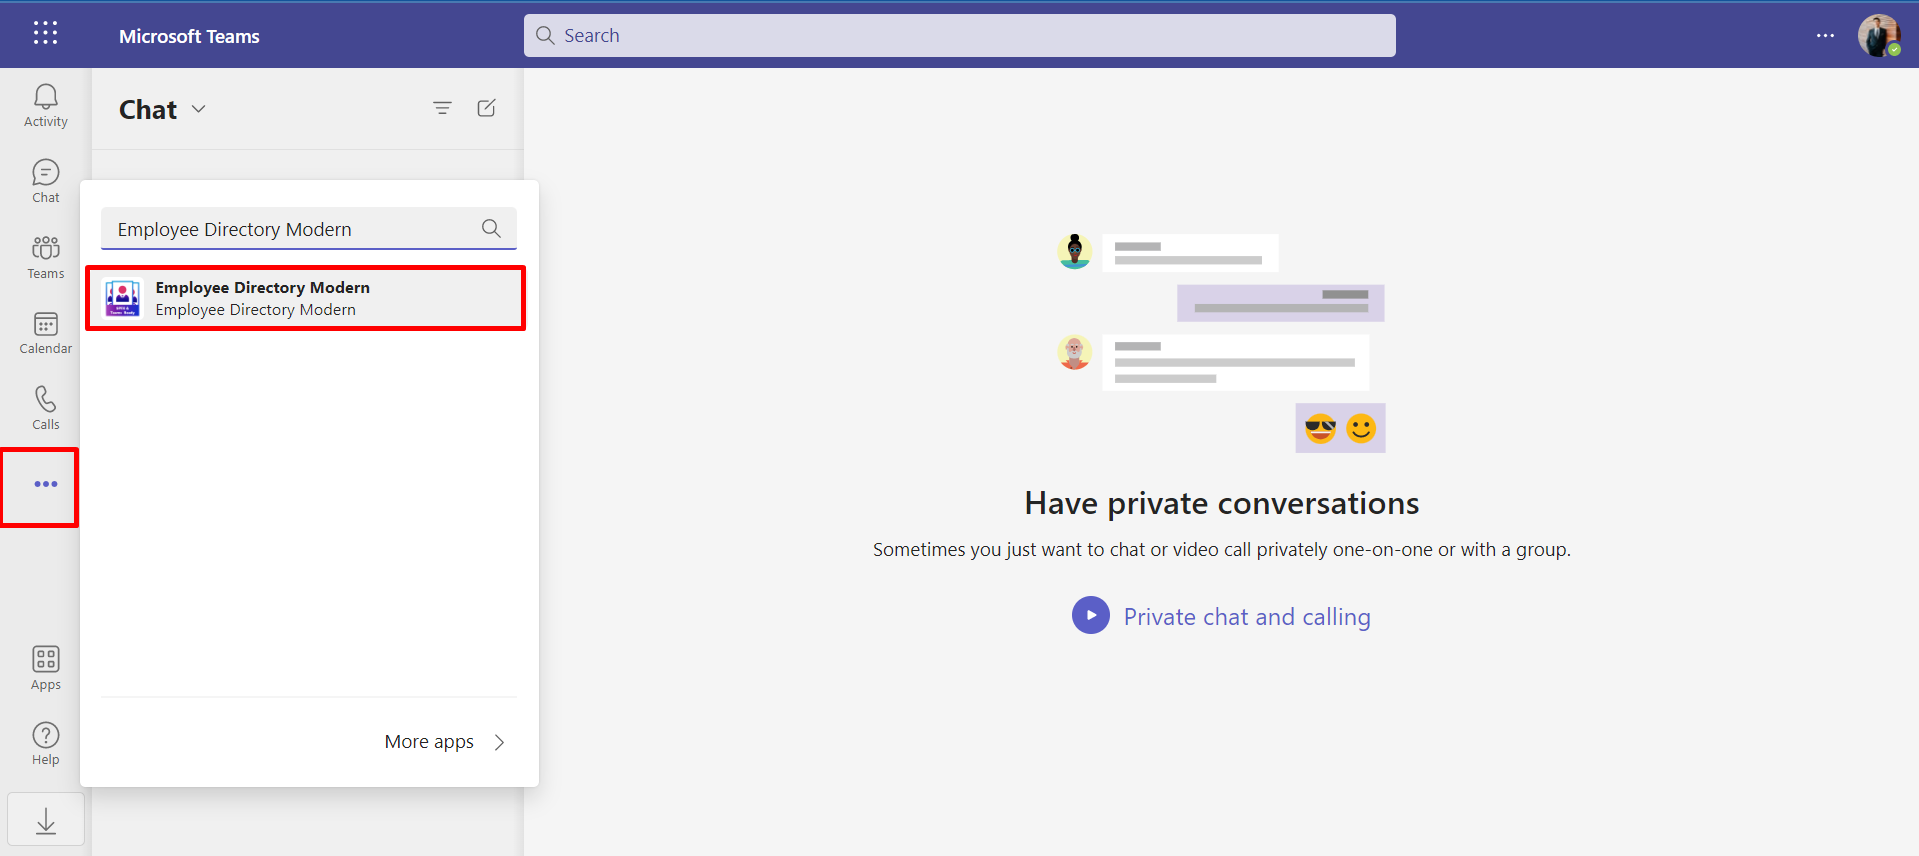 Microsoft Teams
Search
Activity
Chat
Teams
Calendar
Calls
Apps
Help
Chat
Employee Directory Modern
Employee Directory Modern
Employee Directory Modern
More apps
Have private conversations
Sometimes you just want to chat or video call privately one-on-one or with a group.
Private chat and calling